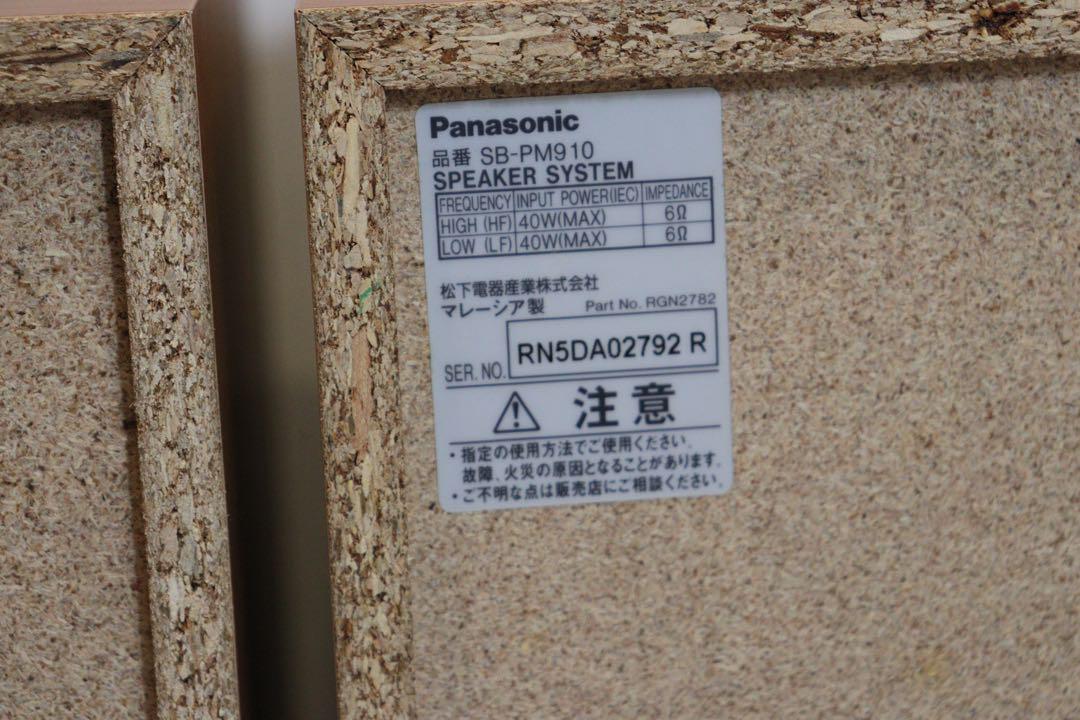 Panasonic
品番 SB-PM910
SPEAKER SYSTEM
FREQUENCY INPUT POWER(IEC) IMPEDANCE
HIGH (HF) 40W(MAX) 6Ω
LOW (LF) 40W(MAX) 6Ω
松下電器産業株式会社
マレーシア製 Part No. RGN2782
SER. NO. RN5DA02792 R
注意
・指定の使用方法でご使用ください。
故障、火災の原因となることがあります。
・ご不明な点は販売店にご相談ください。